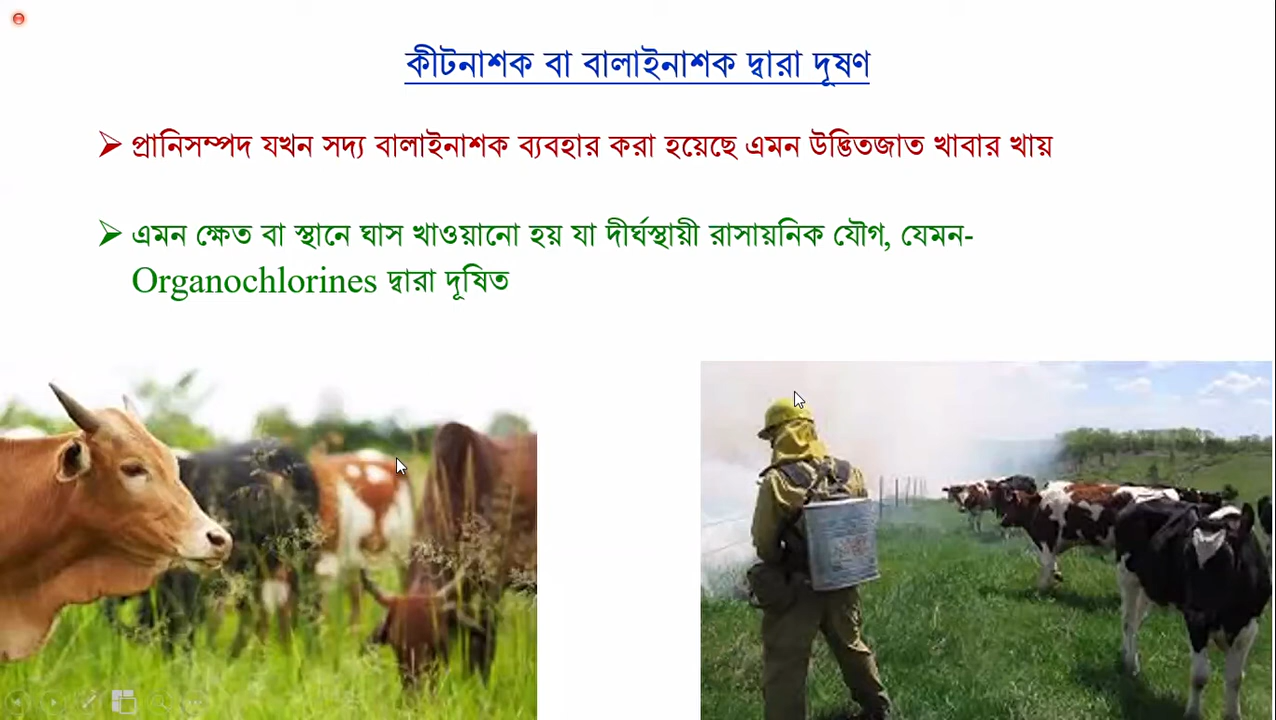 কীটনাশক বা বালাইনাশক দ্বারা দূষণ
প্রানিসম্পদ যখন সদ্য বালাইনাশক ব্যবহার করা হয়েছে এমন উদ্ভিতজাত খাবার খায়
এমন ক্ষেত বা স্থানে ঘাস খাওয়ানো হয় যা দীর্ঘস্থায়ী রাসায়নিক যৌগ, যেমন-
Organochlorines দ্বারা দূষিত